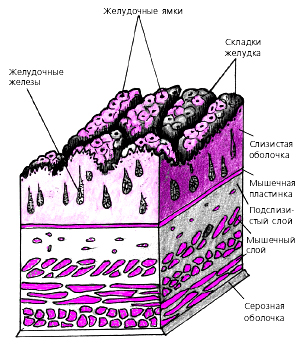 Желудочные ямки
Складки
желудка
Желудочные
железы
Слизистая
оболочка
Мышечная
пластинка
Подслизи-
стый слой
Мышечный
слой
Серозная
оболочка